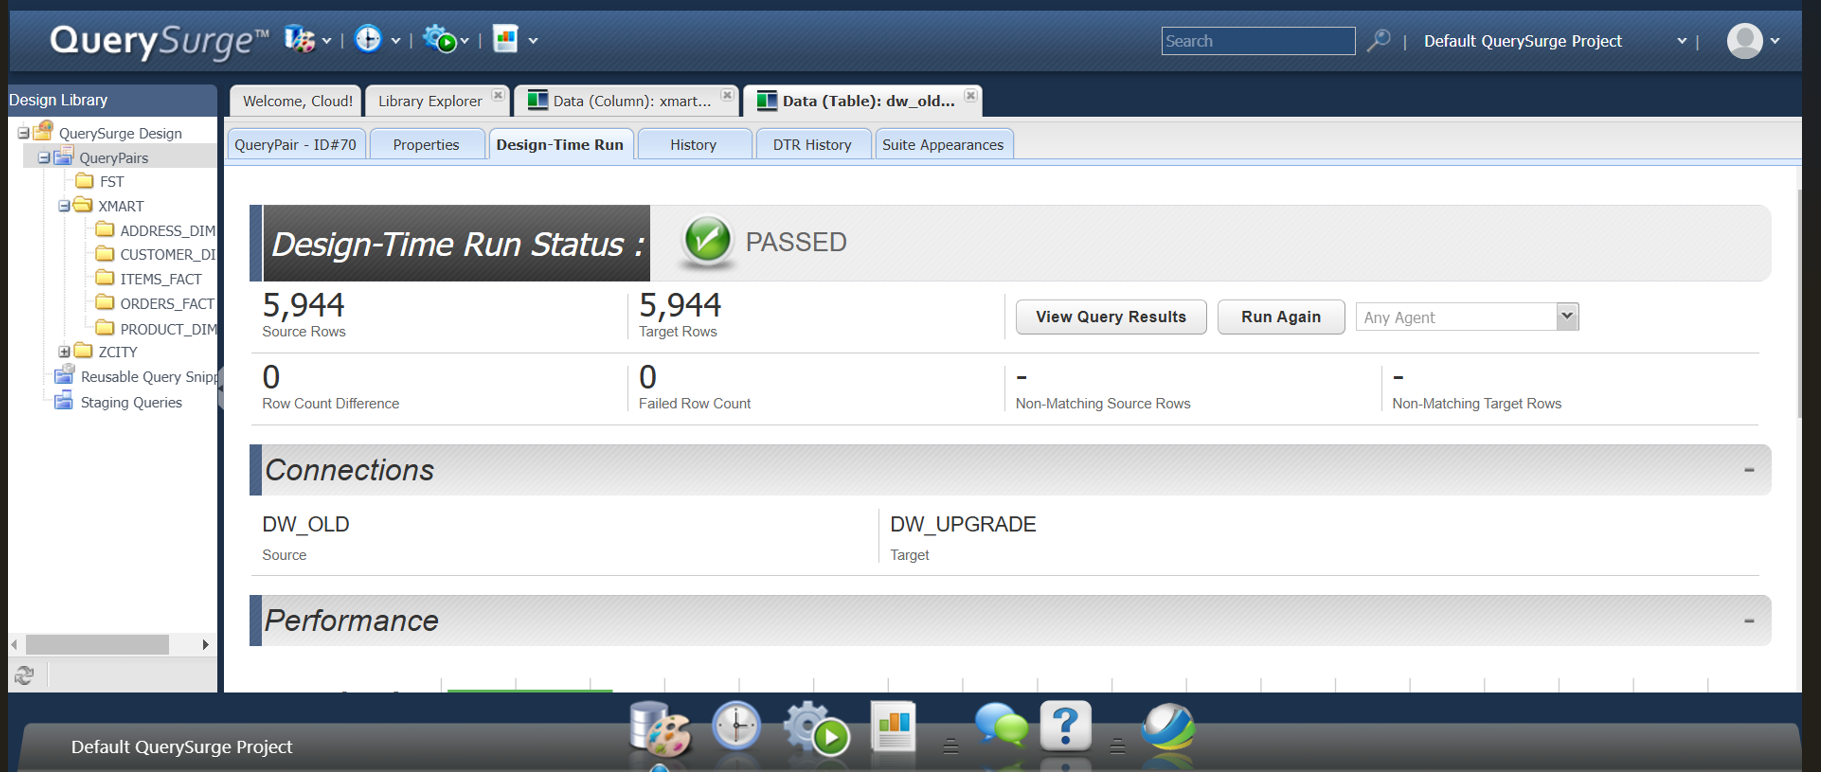 QuerySurge™
Search
Default QuerySurge Project
Design Library
Welcome, Cloud!
Library Explorer
Data (Column): xmart...
Data (Table): dw_old...
QuerySurge Design
QueryPairs
FST
XMART
ADDRESS_DIM
CUSTOMER_DI
ITEMS_FACT
ORDERS_FACT
PRODUCT_DIM
ZCITY
Reusable Query Snipp
Staging Queries
QueryPair - ID#70
Properties
Design-Time Run
History
DTR History
Suite Appearances
Design-Time Run Status :
PASSED
5,944
Source Rows
5,944
Target Rows
View Query Results
Run Again
Any Agent
0
Row Count Difference
0
Failed Row Count
-
Non-Matching Source Rows
-
Non-Matching Target Rows
Connections
-
DW_OLD
Source
DW_UPGRADE
Target
Performance
-
?
Default QuerySurge Project